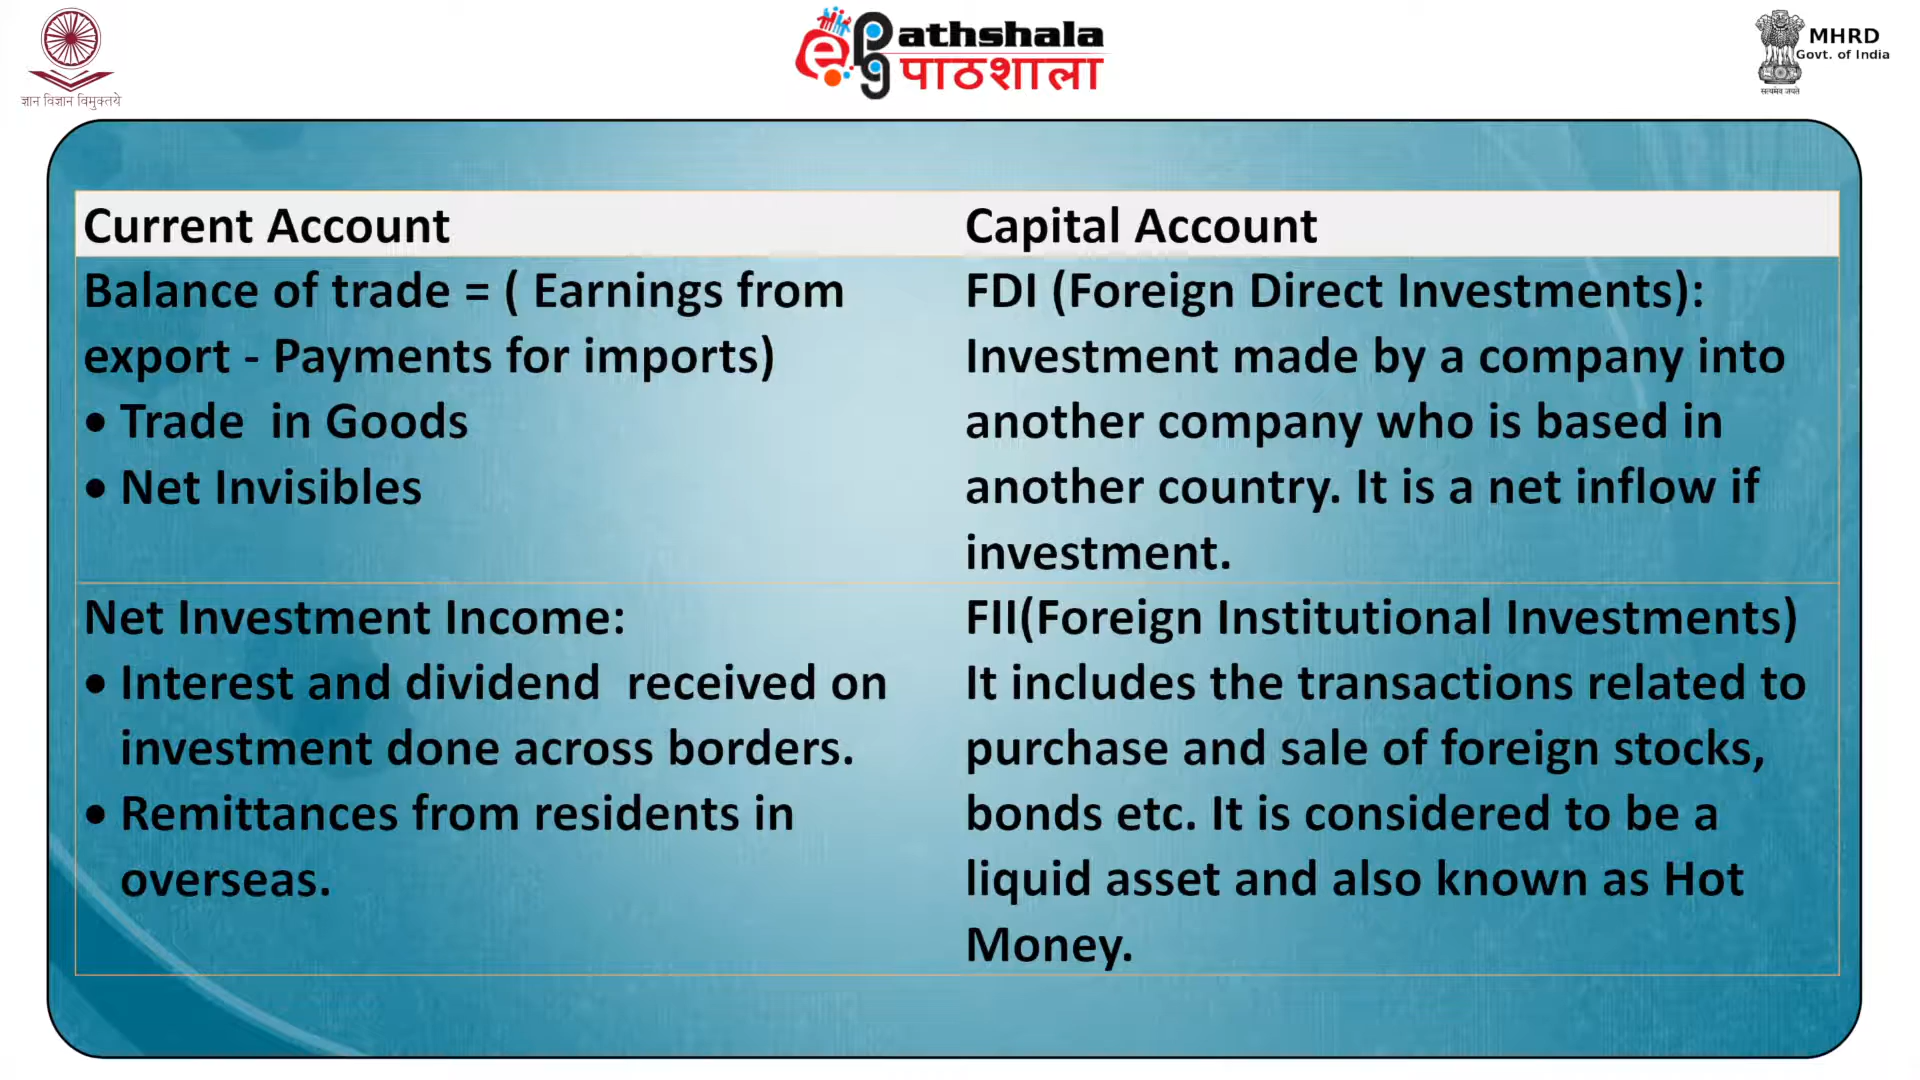 ज्ञान विज्ञान विमुक्तये
ePathshala
पाठशाला
MHRD
Govt. of India
सत्यमेव जयते
Current Account
Balance of trade = ( Earnings from
export - Payments for imports)
• Trade in Goods
• Net Invisibles
Capital Account
FDI (Foreign Direct Investments):
Investment made by a company into
another company who is based in
another country. It is a net inflow if
investment.
Net Investment Income:
• Interest and dividend received on
investment done across borders.
• Remittances from residents in
overseas.
FII(Foreign Institutional Investments)
It includes the transactions related to
purchase and sale of foreign stocks,
bonds etc. It is considered to be a
liquid asset and also known as Hot
Money.